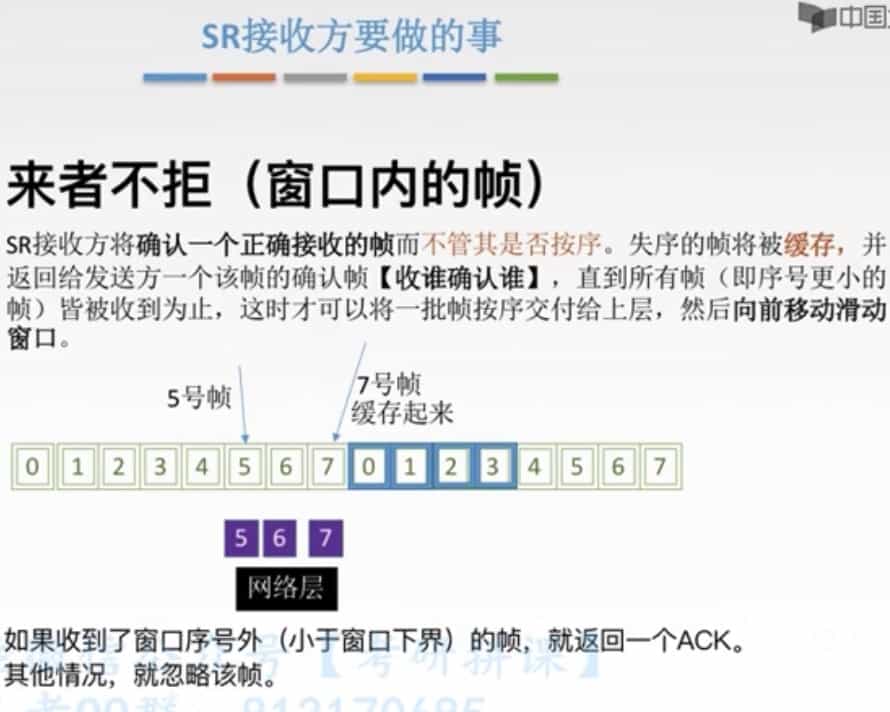 中国
SR接收方要做的事
来者不拒（窗口内的帧）
SR接收方将确认一个正确接收的帧而不管其是否按序。失序的帧将被缓存，并
返回给发送方一个该帧的确认帧【收谁确认谁】，直到所有帧（即序号更小的
帧）皆被收到为止，这时才可以将一批帧按序交付给上层，然后向前移动滑动
窗口。
5号帧
7号帧
缓存起来
0 1 2 3 4 5 6 7 0 1 2 3 4 5 6 7
5 6 7
网络层
如果收到了窗口序号外（小于窗口下界）的帧，就返回一个ACK。
其他情况，就忽略该帧。